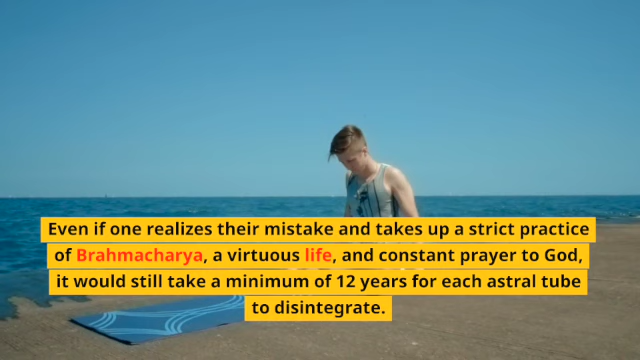 Even if one realizes their mistake and takes up a strict practice
of Brahmacharya, a virtuous life, and constant prayer to God,
it would still take a minimum of 12 years for each astral tube
to disintegrate.